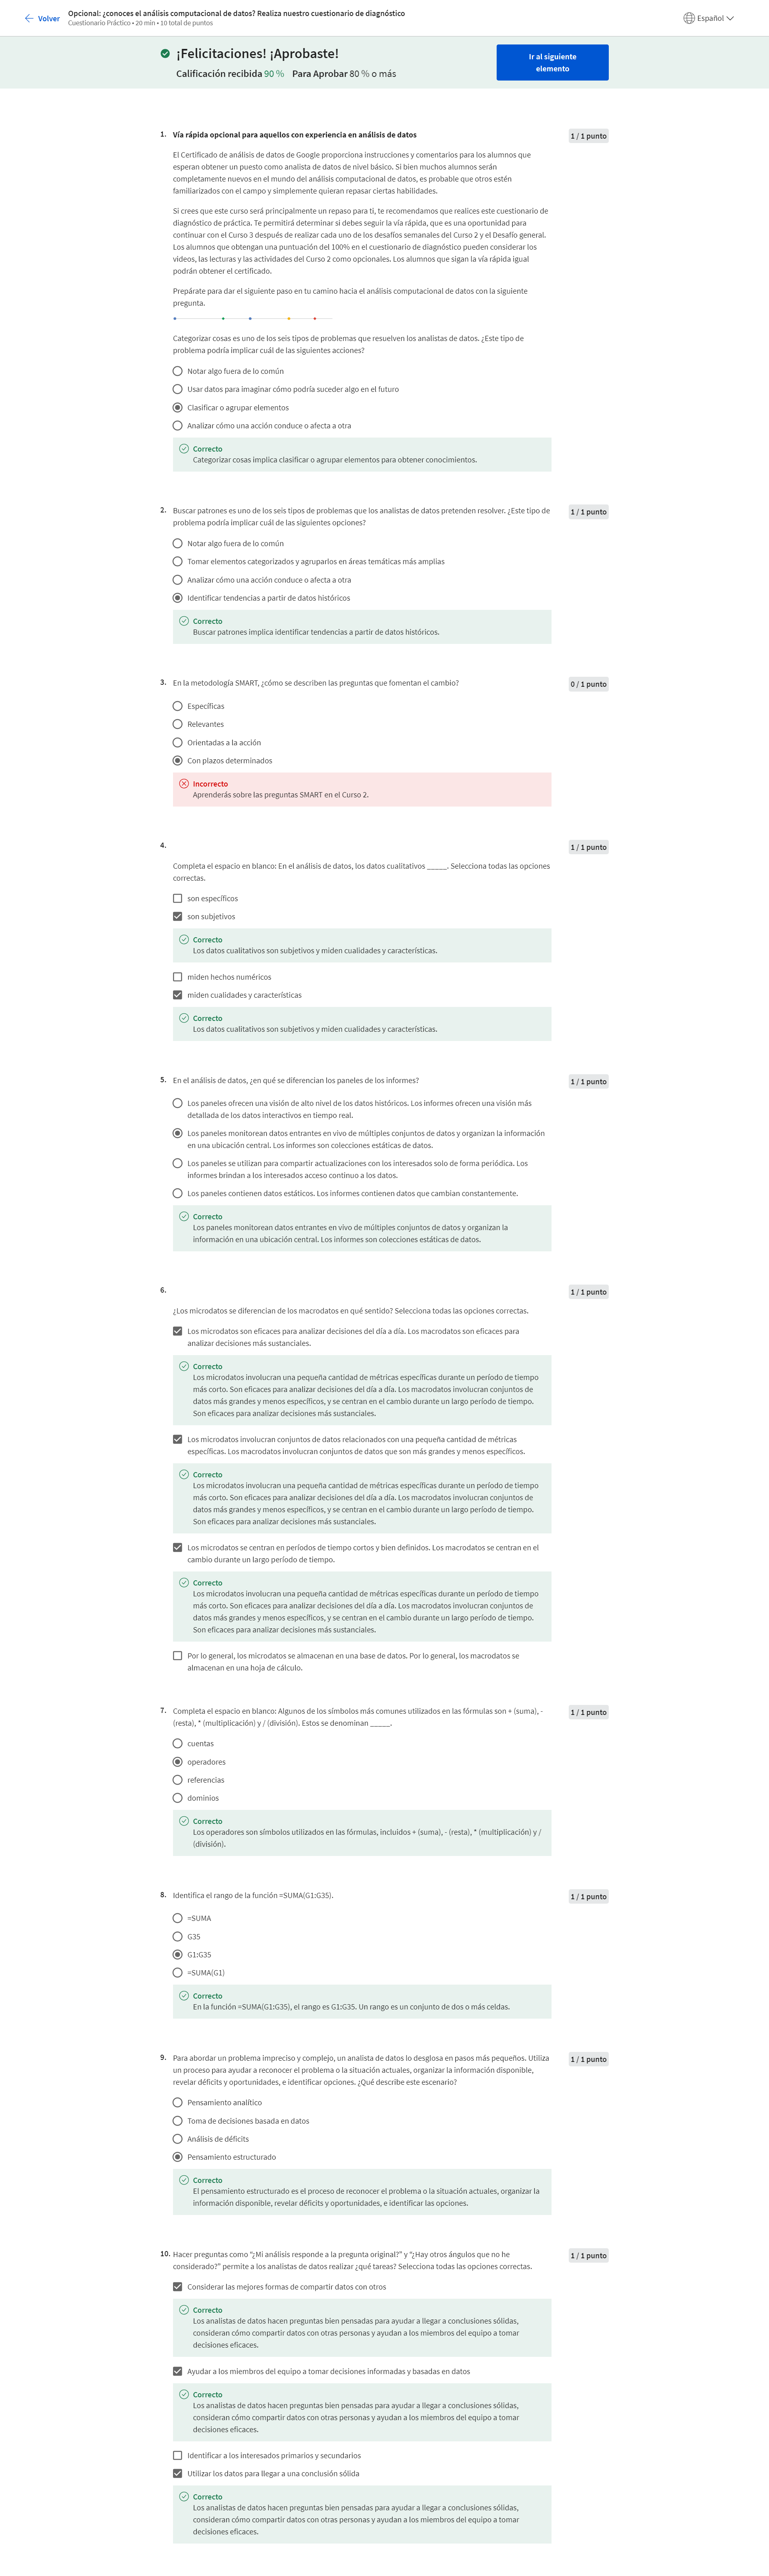 Volver
Opcional: ¿conoces el análisis computacional de datos? Realiza nuestro cuestionario de diagnóstico
Cuestionario Práctico • 20 min • 10 total de puntos
Español
¡Felicitaciones! ¡Aprobaste!
Calificación recibida 90 % Para Aprobar 80 % o más
Ir al siguiente
elemento
1. Vía rápida opcional para aquellos con experiencia en análisis de datos
1 / 1 punto
El Certificado de análisis de datos de Google proporciona instrucciones y comentarios para los alumnos que
esperan obtener un puesto como analista de datos de nivel básico. Si bien muchos alumnos serán
completamente nuevos en el mundo del análisis computacional de datos, es probable que otros estén
familiarizados con el campo y simplemente quieran repasar ciertas habilidades.
Si crees que este curso será principalmente un repaso para ti, te recomendamos que realices este cuestionario de
diagnóstico de práctica. Te permitirá determinar si debes seguir la vía rápida, que es una oportunidad para
continuar con el Curso 3 después de realizar cada uno de los desafíos semanales del Curso 2 y el Desafío general.
Los alumnos que obtengan una puntuación del 100% en el cuestionario de diagnóstico pueden considerar los
videos, las lecturas y las actividades del Curso 2 como opcionales. Los alumnos que sigan la vía rápida igual
podrán obtener el certificado.
Prepárate para dar el siguiente paso en tu camino hacia el análisis computacional de datos con la siguiente
pregunta.
Categorizar cosas es uno de los seis tipos de problemas que resuelven los analistas de datos. ¿Este tipo de
problema podría implicar cuál de las siguientes acciones?
Notar algo fuera de lo común
Usar datos para imaginar cómo podría suceder algo en el futuro
Clasificar o agrupar elementos
Analizar cómo una acción conduce o afecta a otra
Correcto
Categorizar cosas implica clasificar o agrupar elementos para obtener conocimientos.
2. Buscar patrones es uno de los seis tipos de problemas que los analistas de datos pretenden resolver. ¿Este tipo de
problema podría implicar cuál de las siguientes opciones?
1 / 1 punto
Notar algo fuera de lo común
Tomar elementos categorizados y agruparlos en áreas temáticas más amplias
Analizar cómo una acción conduce o afecta a otra
Identificar tendencias a partir de datos históricos
Correcto
Buscar patrones implica identificar tendencias a partir de datos históricos.
3. En la metodología SMART, ¿cómo se describen las preguntas que fomentan el cambio?
0 / 1 punto
Específicas
Relevantes
Orientadas a la acción
Con plazos determinados
Incorrecto
Aprenderás sobre las preguntas SMART en el Curso 2.
4.
1 / 1 punto
Completa el espacio en blanco: En el análisis de datos, los datos cualitativos _____. Selecciona todas las opciones
correctas.
son específicos
son subjetivos
Correcto
Los datos cualitativos son subjetivos y miden cualidades y características.
miden hechos numéricos
miden cualidades y características
Correcto
Los datos cualitativos son subjetivos y miden cualidades y características.
5. En el análisis de datos, ¿en qué se diferencian los paneles de los informes?
1 / 1 punto
Los paneles ofrecen una visión de alto nivel de los datos históricos. Los informes ofrecen una visión más
detallada de los datos interactivos en tiempo real.
Los paneles monitorean datos entrantes en vivo de múltiples conjuntos de datos y organizan la información
en una ubicación central. Los informes son colecciones estáticas de datos.
Los paneles se utilizan para compartir actualizaciones con los interesados solo de forma periódica. Los
informes brindan a los interesados acceso continuo a los datos.
Los paneles contienen datos estáticos. Los informes contienen datos que cambian constantemente.
Correcto
Los paneles monitorean datos entrantes en vivo de múltiples conjuntos de datos y organizan la
información en una ubicación central. Los informes son colecciones estáticas de datos.
6.
1 / 1 punto
¿Los microdatos se diferencian de los macrodatos en qué sentido? Selecciona todas las opciones correctas.
Los microdatos son eficaces para analizar decisiones del día a día. Los macrodatos son eficaces para
analizar decisiones más sustanciales.
Correcto
Los microdatos involucran una pequeña cantidad de métricas específicas durante un período de tiempo
más corto. Son eficaces para analizar decisiones del día a día. Los macrodatos involucran conjuntos de
datos más grandes y menos específicos, y se centran en el cambio durante un largo período de tiempo.
Son eficaces para analizar decisiones más sustanciales.
Los microdatos involucran conjuntos de datos relacionados con una pequeña cantidad de métricas
específicas. Los macrodatos involucran conjuntos de datos que son más grandes y menos específicos.
Correcto
Los microdatos involucran una pequeña cantidad de métricas específicas durante un período de tiempo
más corto. Son eficaces para analizar decisiones del día a día. Los macrodatos involucran conjuntos de
datos más grandes y menos específicos, y se centran en el cambio durante un largo período de tiempo.
Son eficaces para analizar decisiones más sustanciales.
Los microdatos se centran en períodos de tiempo cortos y bien definidos. Los macrodatos se centran en el
cambio durante un largo período de tiempo.
Correcto
Los microdatos involucran una pequeña cantidad de métricas específicas durante un período de tiempo
más corto. Son eficaces para analizar decisiones del día a día. Los macrodatos involucran conjuntos de
datos más grandes y menos específicos, y se centran en el cambio durante un largo período de tiempo.
Son eficaces para analizar decisiones más sustanciales.
Por lo general, los microdatos se almacenan en una base de datos. Por lo general, los macrodatos se
almacenan en una hoja de cálculo.
7. Completa el espacio en blanco: Algunos de los símbolos más comunes utilizados en las fórmulas son + (suma), -
(resta), * (multiplicación) y / (división). Estos se denominan _____.
1 / 1 punto
cuentas
operadores
referencias
dominios
Correcto
Los operadores son símbolos utilizados en las fórmulas, incluidos + (suma), - (resta), * (multiplicación) y /
(división).
8. Identifica el rango de la función =SUMA(G1:G35).
1 / 1 punto
=SUMA
G35
G1:G35
=SUMA(G1)
Correcto
En la función =SUMA(G1:G35), el rango es G1:G35. Un rango es un conjunto de dos o más celdas.
9. Para abordar un problema impreciso y complejo, un analista de datos lo desglosa en pasos más pequeños. Utiliza
un proceso para ayudar a reconocer el problema o la situación actuales, organizar la información disponible,
revelar déficits y oportunidades, e identificar opciones. ¿Qué describe este escenario?
1 / 1 punto
Pensamiento analítico
Toma de decisiones basada en datos
Análisis de déficits
Pensamiento estructurado
Correcto
El pensamiento estructurado es el proceso de reconocer el problema o la situación actuales, organizar la
información disponible, revelar déficits y oportunidades, e identificar las opciones.
10. Hacer preguntas como "¿Mi análisis responde a la pregunta original?" y "¿Hay otros ángulos que no he
considerado?" permite a los analistas de datos realizar ¿qué tareas? Selecciona todas las opciones correctas.
1 / 1 punto
Considerar las mejores formas de compartir datos con otros
Correcto
Los analistas de datos hacen preguntas bien pensadas para ayudar a llegar a conclusiones sólidas,
consideran cómo compartir datos con otras personas y ayudan a los miembros del equipo a tomar
decisiones eficaces.
Ayudar a los miembros del equipo a tomar decisiones informadas y basadas en datos
Correcto
Los analistas de datos hacen preguntas bien pensadas para ayudar a llegar a conclusiones sólidas,
consideran cómo compartir datos con otras personas y ayudan a los miembros del equipo a tomar
decisiones eficaces.
Identificar a los interesados primarios y secundarios
Utilizar los datos para llegar a una conclusión sólida
Correcto
Los analistas de datos hacen preguntas bien pensadas para ayudar a llegar a conclusiones sólidas,
consideran cómo compartir datos con otras personas y ayudan a los miembros del equipo a tomar
decisiones eficaces.